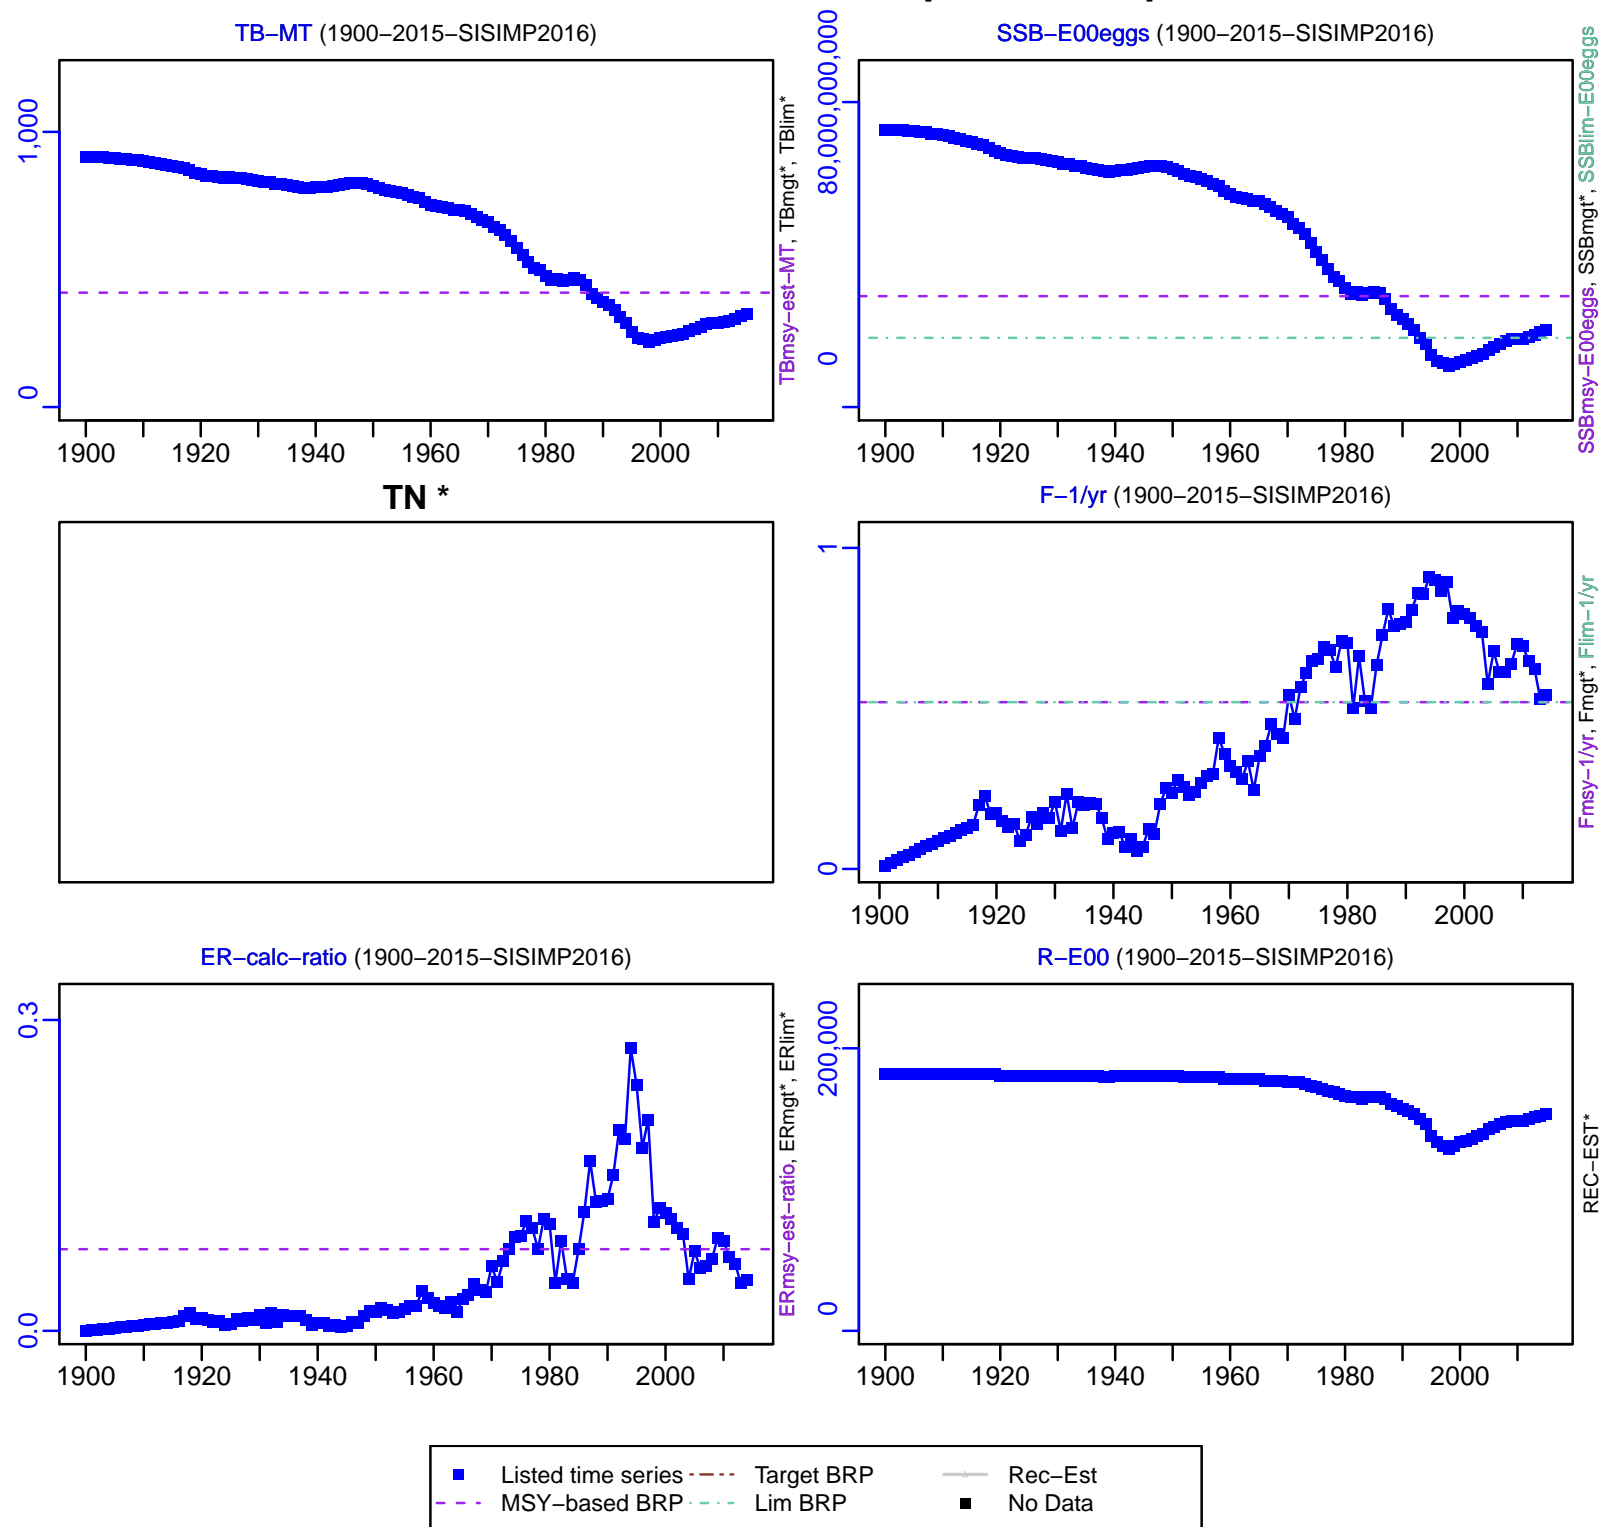 TB−MT (1900−2015−SISIMP2016)
1,000
0
TBmsy−est−MT, TBmgt*, TBlim*
1900 1920 1940 1960 1980 2000
SSB−E00eggs (1900−2015−SISIMP2016)
80,000,000
0
SSBmsy−E00eggs, SSBmgt*, SSBlim−E00eggs
1900 1920 1940 1960 1980 2000
TN *
F−1/yr (1900−2015−SISIMP2016)
1
0
Fmsy−1/yr, Fmgt*, Flim−1/yr
1900 1920 1940 1960 1980 2000
ER−calc−ratio (1900−2015−SISIMP2016)
0.3
0.0
ERmsy−est−ratio, ERmgt*, ERlim*
1900 1920 1940 1960 1980 2000
R−E00 (1900−2015−SISIMP2016)
200,000
0
REC−EST*
1900 1920 1940 1960 1980 2000
Listed time series Target BRP Rec−Est
MSY−based BRP Lim BRP No Data